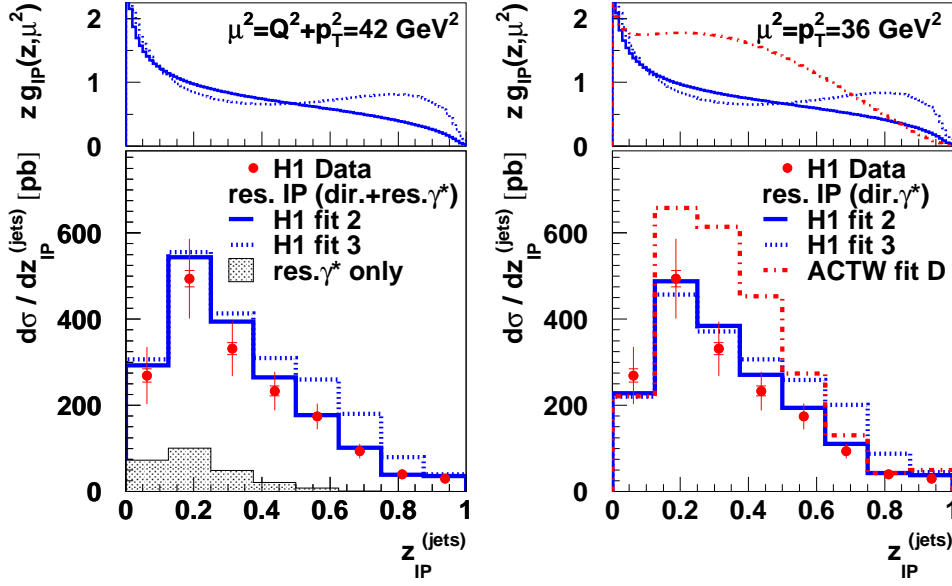 z g_IP(z,μ²)
2
1
0
μ²=Q²+p_T²=42 GeV²
dσ / dz_IP^(jets) [pb]
600
400
200
0
H1 Data
res. IP (dir.+res.γ*)
H1 fit 2
H1 fit 3
res.γ* only
0 0.2 0.4 0.6 0.8 1
z_IP^(jets)
z g_IP(z,μ²)
2
1
0
μ²=p_T²=36 GeV²
dσ / dz_IP^(jets) [pb]
600
400
200
0
H1 Data
res. IP (dir.γ*)
H1 fit 2
H1 fit 3
ACTW fit D
0 0.2 0.4 0.6 0.8 1
z_IP^(jets)